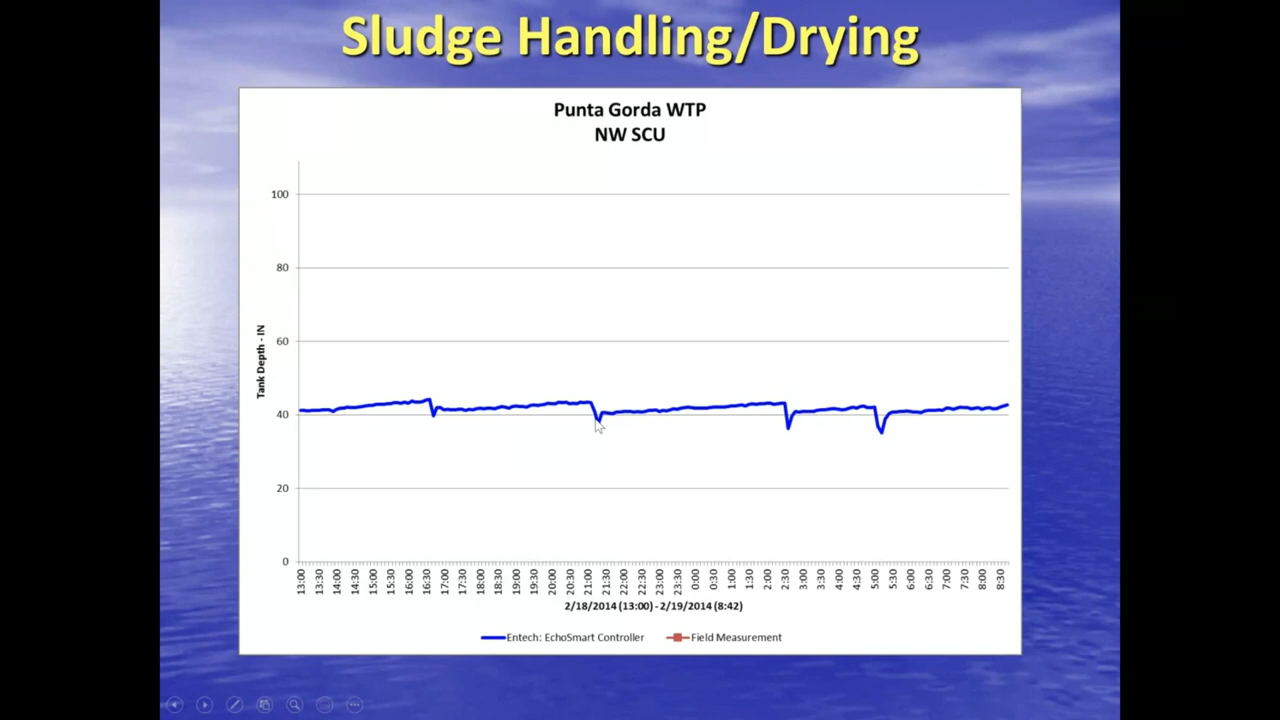 Sludge Handling/Drying
Punta Gorda WTP
NW SCU
Tank Depth - IN
100
80
60
40
20
0
13:00 13:30 14:00 14:30 15:00 15:30 16:00 16:30 17:00 17:30 18:00 18:30 19:00 19:30 20:00 20:30 21:00 21:30 22:00 22:30 23:00 23:30 0:00 0:30 1:00 1:30 2:00 2:30 3:00 3:30 4:00 4:30 5:00 5:30 6:00 6:30 7:00 7:30 8:00 8:30
2/18/2014 (13:00) - 2/19/2014 (8:42)
Entech: EchoSmart Controller Field Measurement